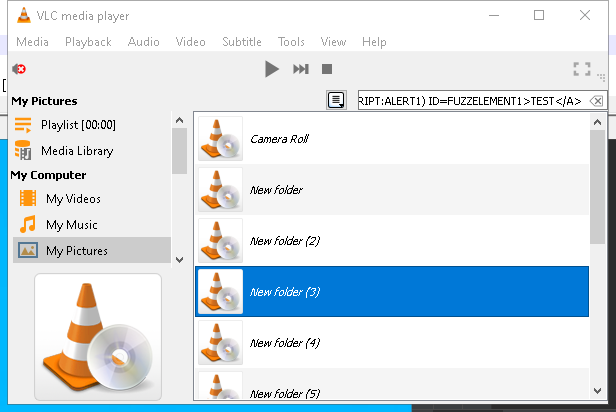 VLC media player
Media Playback Audio Video Subtitle Tools View Help
My Pictures
RIPT:ALERT1) ID=FUZZELEMENT1>TEST</A>
Playlist [00:00]
Media Library
My Computer
My Videos
My Music
My Pictures
Camera Roll
New folder
New folder (2)
New folder (3)
New folder (4)
New folder (5)